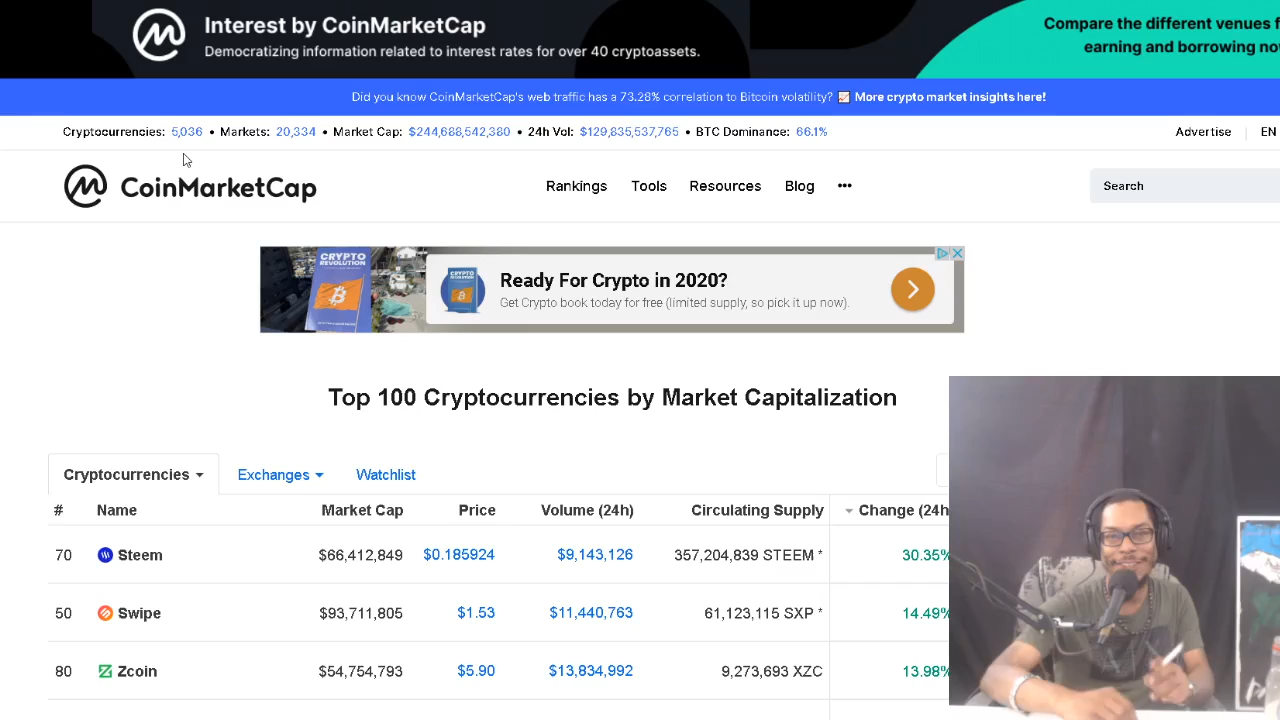 Interest by CoinMarketCap
Democratizing information related to interest rates for over 40 cryptoassets.
Compare the different venues f
earning and borrowing no
Did you know CoinMarketCap's web traffic has a 73.28% correlation to Bitcoin volatility? 📈 More crypto market insights here!
Cryptocurrencies: 5,036 • Markets: 20,334 • Market Cap: $244,688,542,380 • 24h Vol: $129,835,537,765 • BTC Dominance: 66.1%
Advertise EN
CoinMarketCap
Rankings Tools Resources Blog •••
Search
CRYPTO REVOLUTION
CRYPTO REVOLUTION
Ready For Crypto in 2020?
Get Crypto book today for free (limited supply, so pick it up now).
Top 100 Cryptocurrencies by Market Capitalization
Cryptocurrencies Exchanges Watchlist
# Name Market Cap Price Volume (24h) Circulating Supply Change (24h
70 Steem $66,412,849 $0.185924 $9,143,126 357,204,839 STEEM * 30.35%
50 Swipe $93,711,805 $1.53 $11,440,763 61,123,115 SXP * 14.49%
80 Zcoin $54,754,793 $5.90 $13,834,992 9,273,693 XZC 13.98%